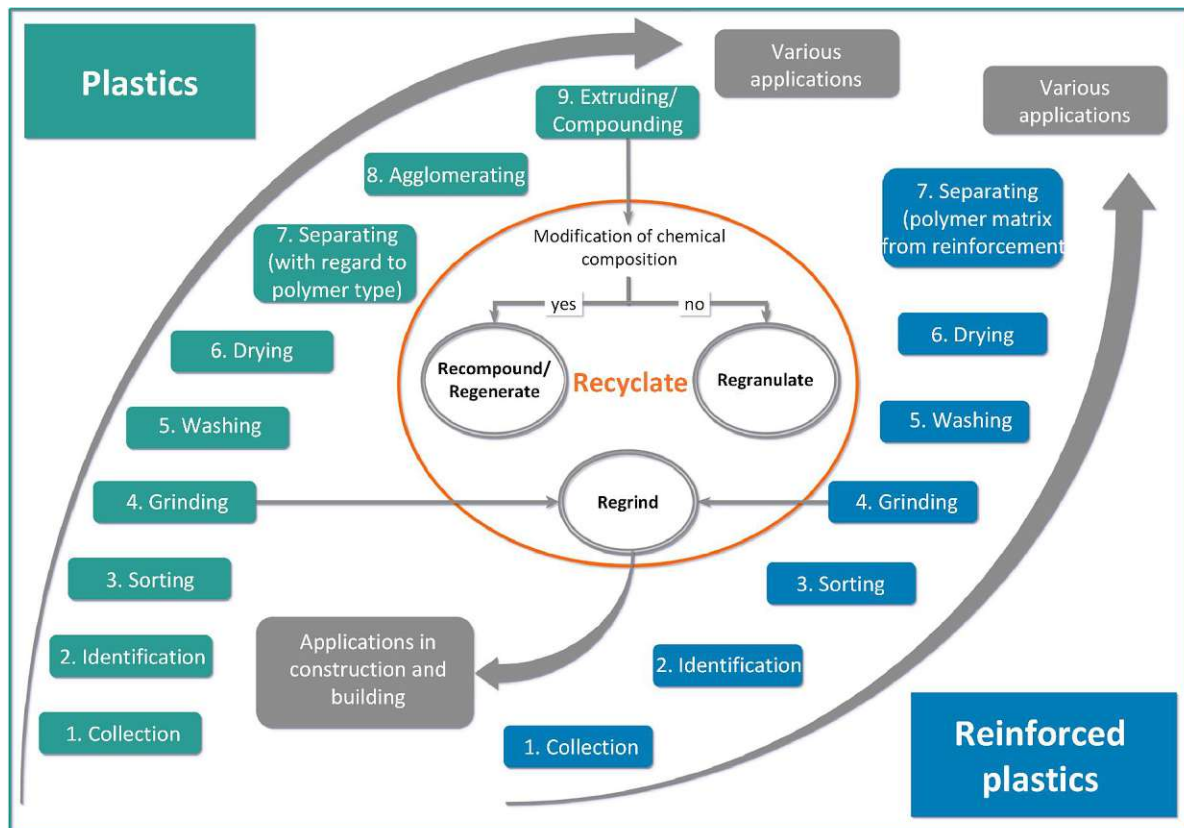 Plastics
Various
applications
Various
applications
9. Extruding/
Compounding
8. Agglomerating
7. Separating
(with regard to
polymer type)
6. Drying
5. Washing
4. Grinding
3. Sorting
2. Identification
1. Collection
Modification of chemical
composition
yes
no
Recompound/
Regenerate
Recyclate
Regranulate
Regrind
Applications in
construction and
building
7. Separating
(polymer matrix
from reinforcement
6. Drying
5. Washing
4. Grinding
3. Sorting
2. Identification
1. Collection
Reinforced
plastics